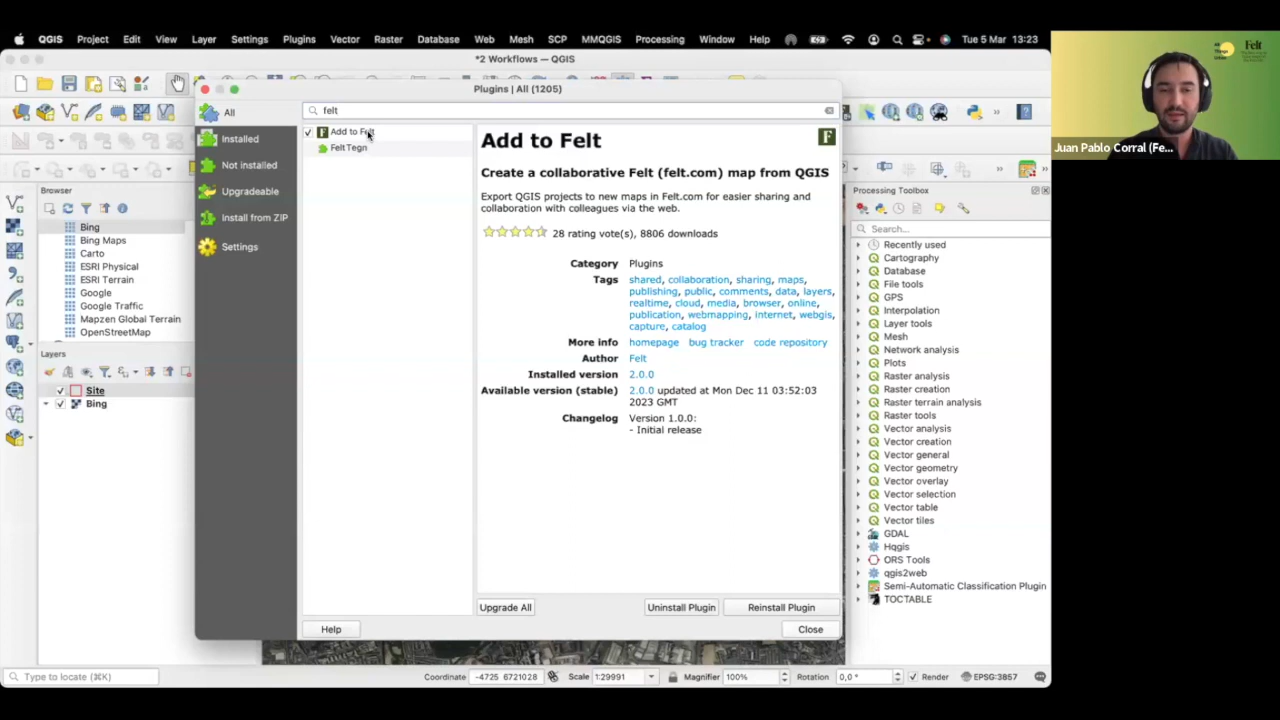 QGIS Project Edit View Layer Settings Plugins Vector Raster Database Web Mesh SCP MMQGIS Processing Window Help Tue 5 Mar 13:23
*2 Workflows — QGIS
Plugins | All (1205)
All
felt
Installed
Not installed
Upgradeable
Install from ZIP
Settings
Add to Felt
Felt Tegn
Add to Felt
Create a collaborative Felt (felt.com) map from QGIS
Export QGIS projects to new maps in Felt.com for easier sharing and
collaboration with colleagues via the web.
28 rating vote(s), 8806 downloads
Category Plugins
Tags shared, collaboration, sharing, maps,
publishing, public, comments, data, layers,
realtime, cloud, media, browser, online,
publication, webmapping, internet, webgis,
capture, catalog
More info homepage bug tracker code repository
Author Felt
Installed version 2.0.0
Available version (stable) 2.0.0 updated at Mon Dec 11 03:52:03
2023 GMT
Changelog Version 1.0.0:
- Initial release
Upgrade All Uninstall Plugin Reinstall Plugin
Help Close
Browser
Bing
Bing Maps
Carto
ESRI Physical
ESRI Terrain
Google
Google Traffic
Mapzen Global Terrain
OpenStreetMap
Layers
Site
Bing
Processing Toolbox
Search...
Recently used
Cartography
Database
File tools
GPS
Interpolation
Layer tools
Mesh
Network analysis
Plots
Raster analysis
Raster creation
Raster terrain analysis
Raster tools
Vector analysis
Vector creation
Vector general
Vector geometry
Vector overlay
Vector selection
Vector table
Vector tiles
GDAL
Hqgis
ORS Tools
qgis2web
Semi-Automatic Classification Plugin
TOCTABLE
Type to locate (⌘K) Coordinate -4725 6721028 Scale 1:29991 Magnifier 100% Rotation 0,0 ° Render EPSG:3857
Felt
Juan Pablo Corral (Fe...